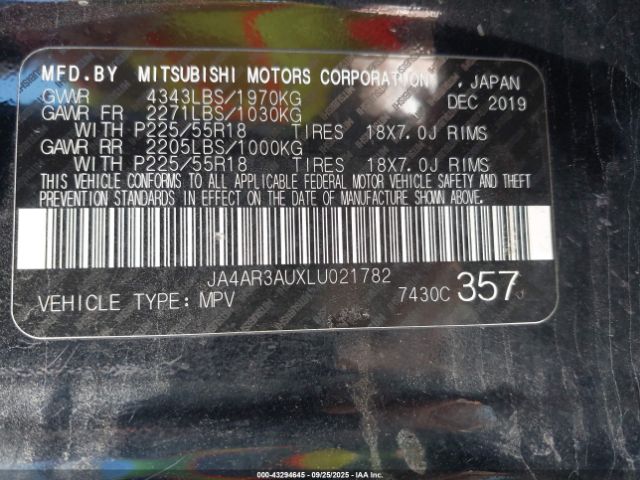 MFD.BY MITSUBISHI MOTORS CORPORATION, JAPAN
GVWR 4343LBS/1970KG DEC 2019
GAWR FR 2271LBS/1030KG
WITH P225/55R18 TIRES 18X7.0J RIMS
GAWR RR 2205LBS/1000KG
WITH P225/55R18 TIRES 18X7.0J RIMS
THIS VEHICLE CONFORMS TO ALL APPLICABLE FEDERAL MOTOR VEHICLE SAFETY AND THEFT
PREVENTION STANDARDS IN EFFECT ON THE DATE OF MANUFACTURE SHOWN ABOVE.
JA4AR3AUXLU021782
VEHICLE TYPE: MPV 7430C 357
000-43294645 - 09/25/2025 - IAAI.COM